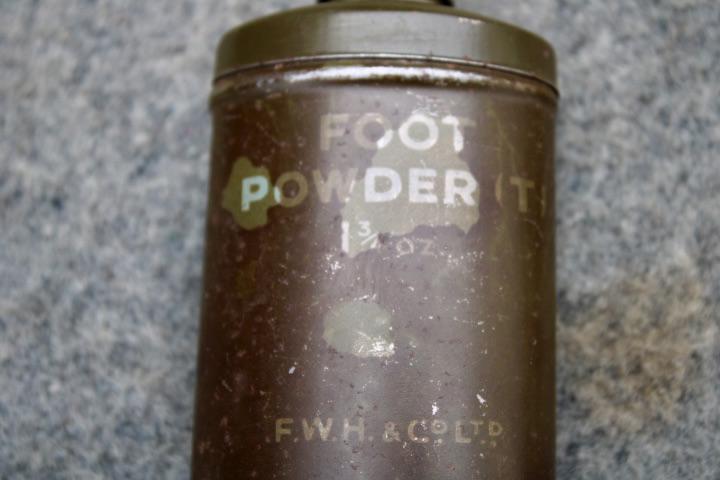 FOOT
POWDER (T)
1¾ OZ.
F.W.H. & Co LTD